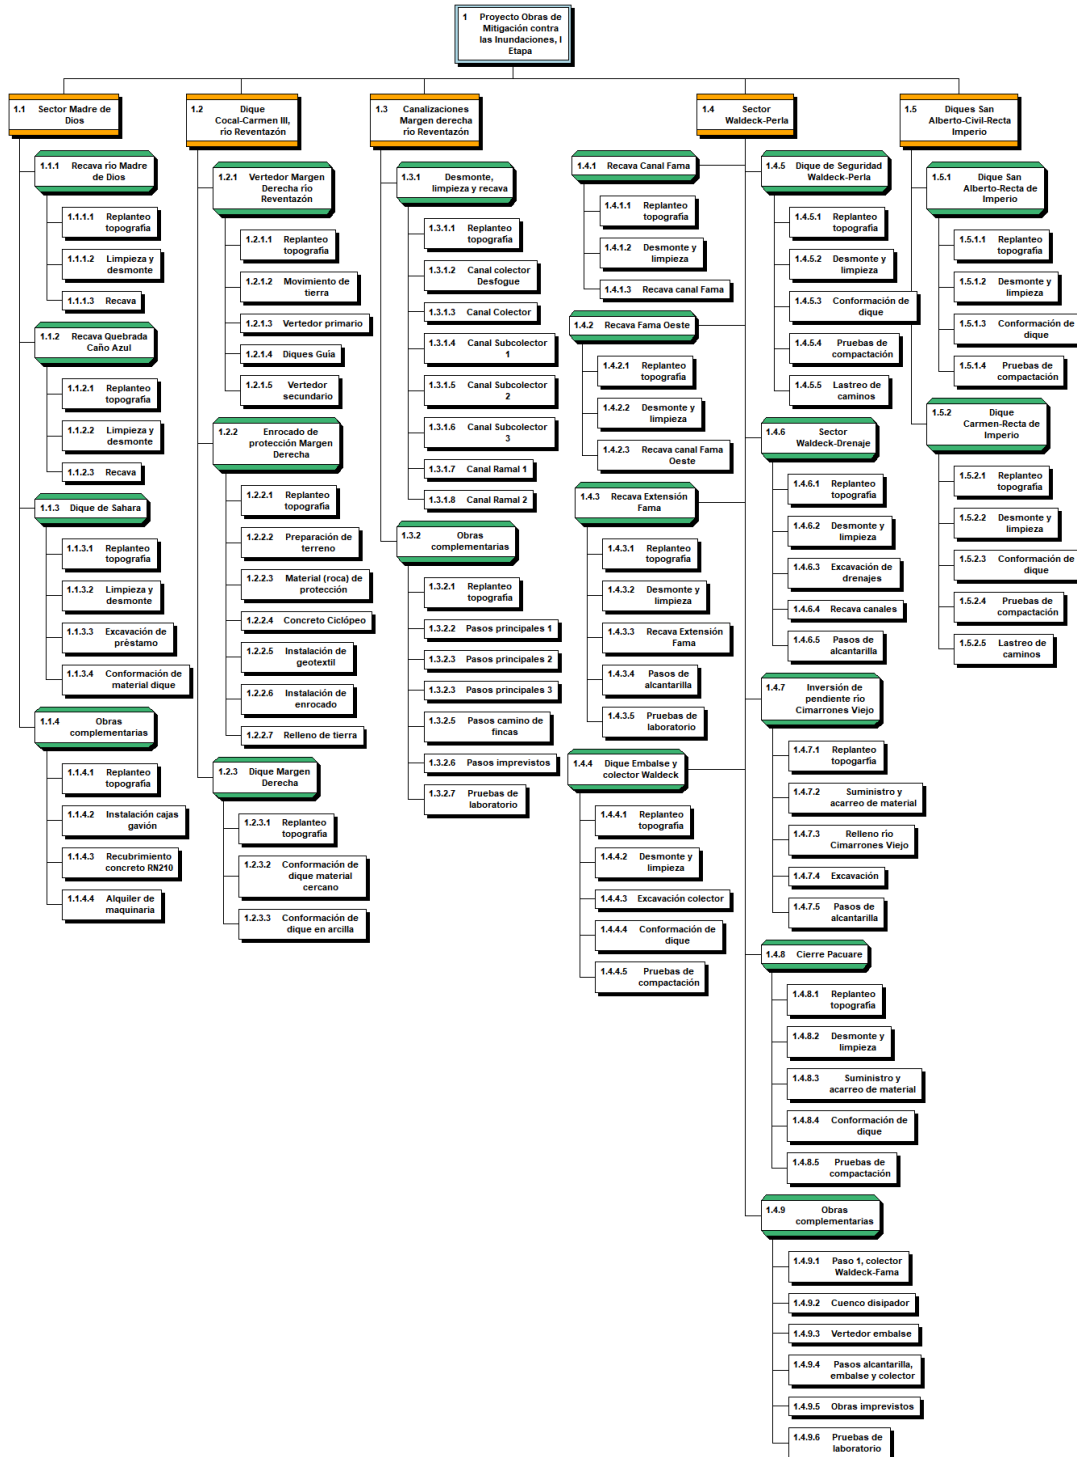 1 Proyecto Obras de
Mitigación contra
las Inundaciones, I
Etapa
1.1 Sector Madre de
Dios
1.1.1 Recava río Madre
de Dios
1.1.1.1 Replanteo
topografía
1.1.1.2 Limpieza y
desmonte
1.1.1.3 Recava
1.1.2 Recava Quebrada
Caño Azul
1.1.2.1 Replanteo
topografía
1.1.2.2 Limpieza y
desmonte
1.1.2.3 Recava
1.1.3 Dique de Sahara
1.1.3.1 Replanteo
topografía
1.1.3.2 Limpieza y
desmonte
1.1.3.3 Excavación de
préstamo
1.1.3.4 Conformación de
material dique
1.1.4 Obras
complementarias
1.1.4.1 Replanteo
topografía
1.1.4.2 Instalación cajas
gavión
1.1.4.3 Recubrimiento
concreto RN210
1.1.4.4 Alquiler de
maquinaria
1.2 Dique
Cocal-Carmen III,
río Reventazón
1.2.1 Vertedor Margen
Derecha río
Reventazón
1.2.1.1 Replanteo
topografía
1.2.1.2 Movimiento de
tierra
1.2.1.3 Vertedor primario
1.2.1.4 Diques Guía
1.2.1.5 Vertedor
secundario
1.2.2 Enrocado de
protección Margen
Derecha
1.2.2.1 Replanteo
topografía
1.2.2.2 Preparación de
terreno
1.2.2.3 Material (roca) de
protección
1.2.2.4 Concreto Ciclópeo
1.2.2.5 Instalación de
geotextil
1.2.2.6 Instalación de
enrocado
1.2.2.7 Relleno de tierra
1.2.3 Dique Margen
Derecha
1.2.3.1 Replanteo
topografía
1.2.3.2 Conformación de
dique material
cercano
1.2.3.3 Conformación de
dique en arcilla
1.3 Canalizaciones
Margen derecha
río Reventazón
1.3.1 Desmonte,
limpieza y recava
1.3.1.1 Replanteo
topografía
1.3.1.2 Canal colector
Desfogue
1.3.1.3 Canal Colector
1.3.1.4 Canal Subcolector
1
1.3.1.5 Canal Subcolector
2
1.3.1.6 Canal Subcolector
3
1.3.1.7 Canal Ramal 1
1.3.1.8 Canal Ramal 2
1.3.2 Obras
complementarias
1.3.2.1 Replanteo
topografía
1.3.2.2 Pasos principales 1
1.3.2.3 Pasos principales 2
1.3.2.3 Pasos principales 3
1.3.2.5 Pasos camino de
fincas
1.3.2.6 Pasos imprevistos
1.3.2.7 Pruebas de
laboratorio
1.4 Sector
Waldeck-Perla
1.4.1 Recava Canal Fama
1.4.1.1 Replanteo
topografía
1.4.1.2 Desmonte y
limpieza
1.4.1.3 Recava canal Fama
1.4.2 Recava Fama Oeste
1.4.2.1 Replanteo
topografía
1.4.2.2 Desmonte y
limpieza
1.4.2.3 Recava canal Fama
Oeste
1.4.3 Recava Extensión
Fama
1.4.3.1 Replanteo
topografía
1.4.3.2 Desmonte y
limpieza
1.4.3.3 Recava Extensión
Fama
1.4.3.4 Pasos de
alcantarilla
1.4.3.5 Pruebas de
laboratorio
1.4.4 Dique Embalse y
colector Waldeck
1.4.4.1 Replanteo
topografía
1.4.4.2 Desmonte y
limpieza
1.4.4.3 Excavación colector
1.4.4.4 Conformación de
dique
1.4.4.5 Pruebas de
compactación
1.4.5 Dique de Seguridad
Waldeck-Perla
1.4.5.1 Replanteo
topografía
1.4.5.2 Desmonte y
limpieza
1.4.5.3 Conformación de
dique
1.4.5.4 Pruebas de
compactación
1.4.5.5 Lastreo de
caminos
1.4.6 Sector
Waldeck-Drenaje
1.4.6.1 Replanteo
topografía
1.4.6.2 Desmonte y
limpieza
1.4.6.3 Excavación de
drenajes
1.4.6.4 Recava canales
1.4.6.5 Pasos de
alcantarilla
1.4.7 Inversión de
pendiente río
Cimarrones Viejo
1.4.7.1 Replanteo
topogarfía
1.4.7.2 Suministro y
acarreo de material
1.4.7.3 Relleno río
Cimarrones Viejo
1.4.7.4 Excavación
1.4.7.5 Pasos de
alcantarilla
1.4.8 Cierre Pacuare
1.4.8.1 Replanteo
topografía
1.4.8.2 Desmonte y
limpieza
1.4.8.3 Suministro y
acarreo de material
1.4.8.4 Conformación de
dique
1.4.8.5 Pruebas de
compactación
1.4.9 Obras
complementarias
1.4.9.1 Paso 1, colector
Waldeck-Fama
1.4.9.2 Cuenco disipador
1.4.9.3 Vertedor embalse
1.4.9.4 Pasos alcantarilla,
embalse y colector
1.4.9.5 Obras imprevistos
1.4.9.6 Pruebas de
laboratorio
1.5 Diques San
Alberto-Civil-Recta
Imperio
1.5.1 Dique San
Alberto-Recta de
Imperio
1.5.1.1 Replanteo
topografía
1.5.1.2 Desmonte y
limpieza
1.5.1.3 Conformación de
dique
1.5.1.4 Pruebas de
compactación
1.5.2 Dique
Carmen-Recta de
Imperio
1.5.2.1 Replanteo
topografía
1.5.2.2 Desmonte y
limpieza
1.5.2.3 Conformación de
dique
1.5.2.4 Pruebas de
compactación
1.5.2.5 Lastreo de
caminos